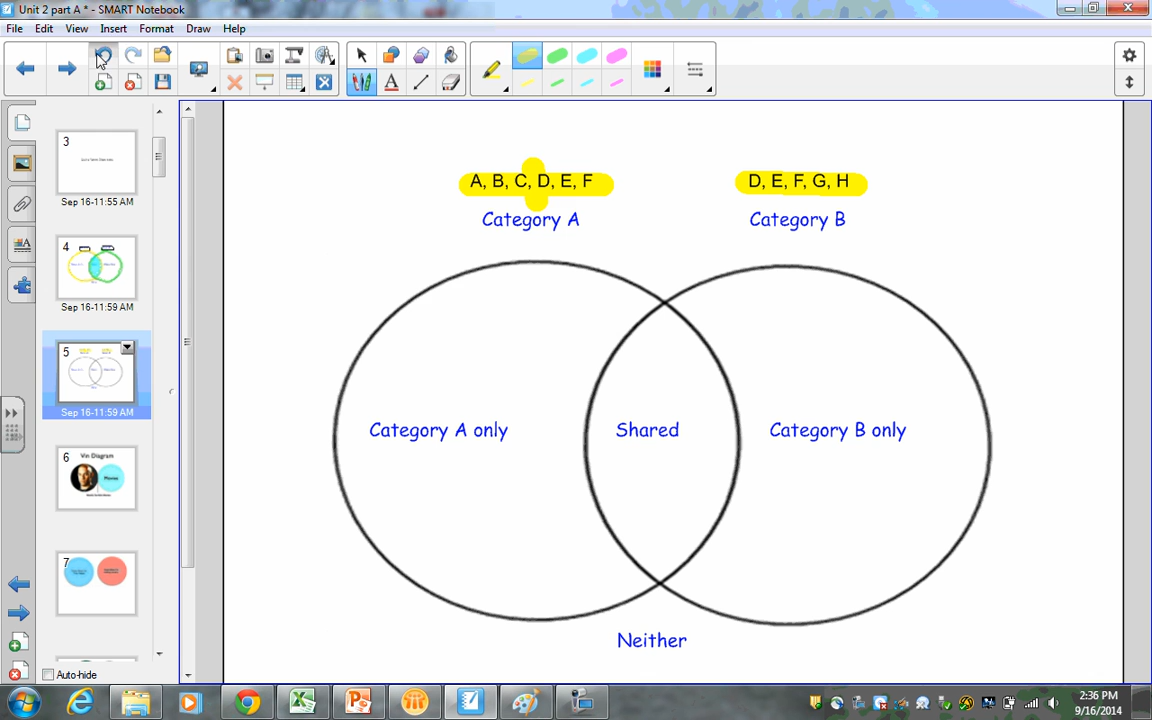 Unit 2 part A * - SMART Notebook
File Edit View Insert Format Draw Help
A
3
Sep 16-11:55 AM
4
Sep 16-11:59 AM
5
Sep 16-11:59 AM
6
Vin Diagram
Movies
7
Auto-hide
A, B, C, D, E, F
D, E, F, G, H
Category A
Category B
Category A only
Shared
Category B only
Neither
2:36 PM
9/16/2014